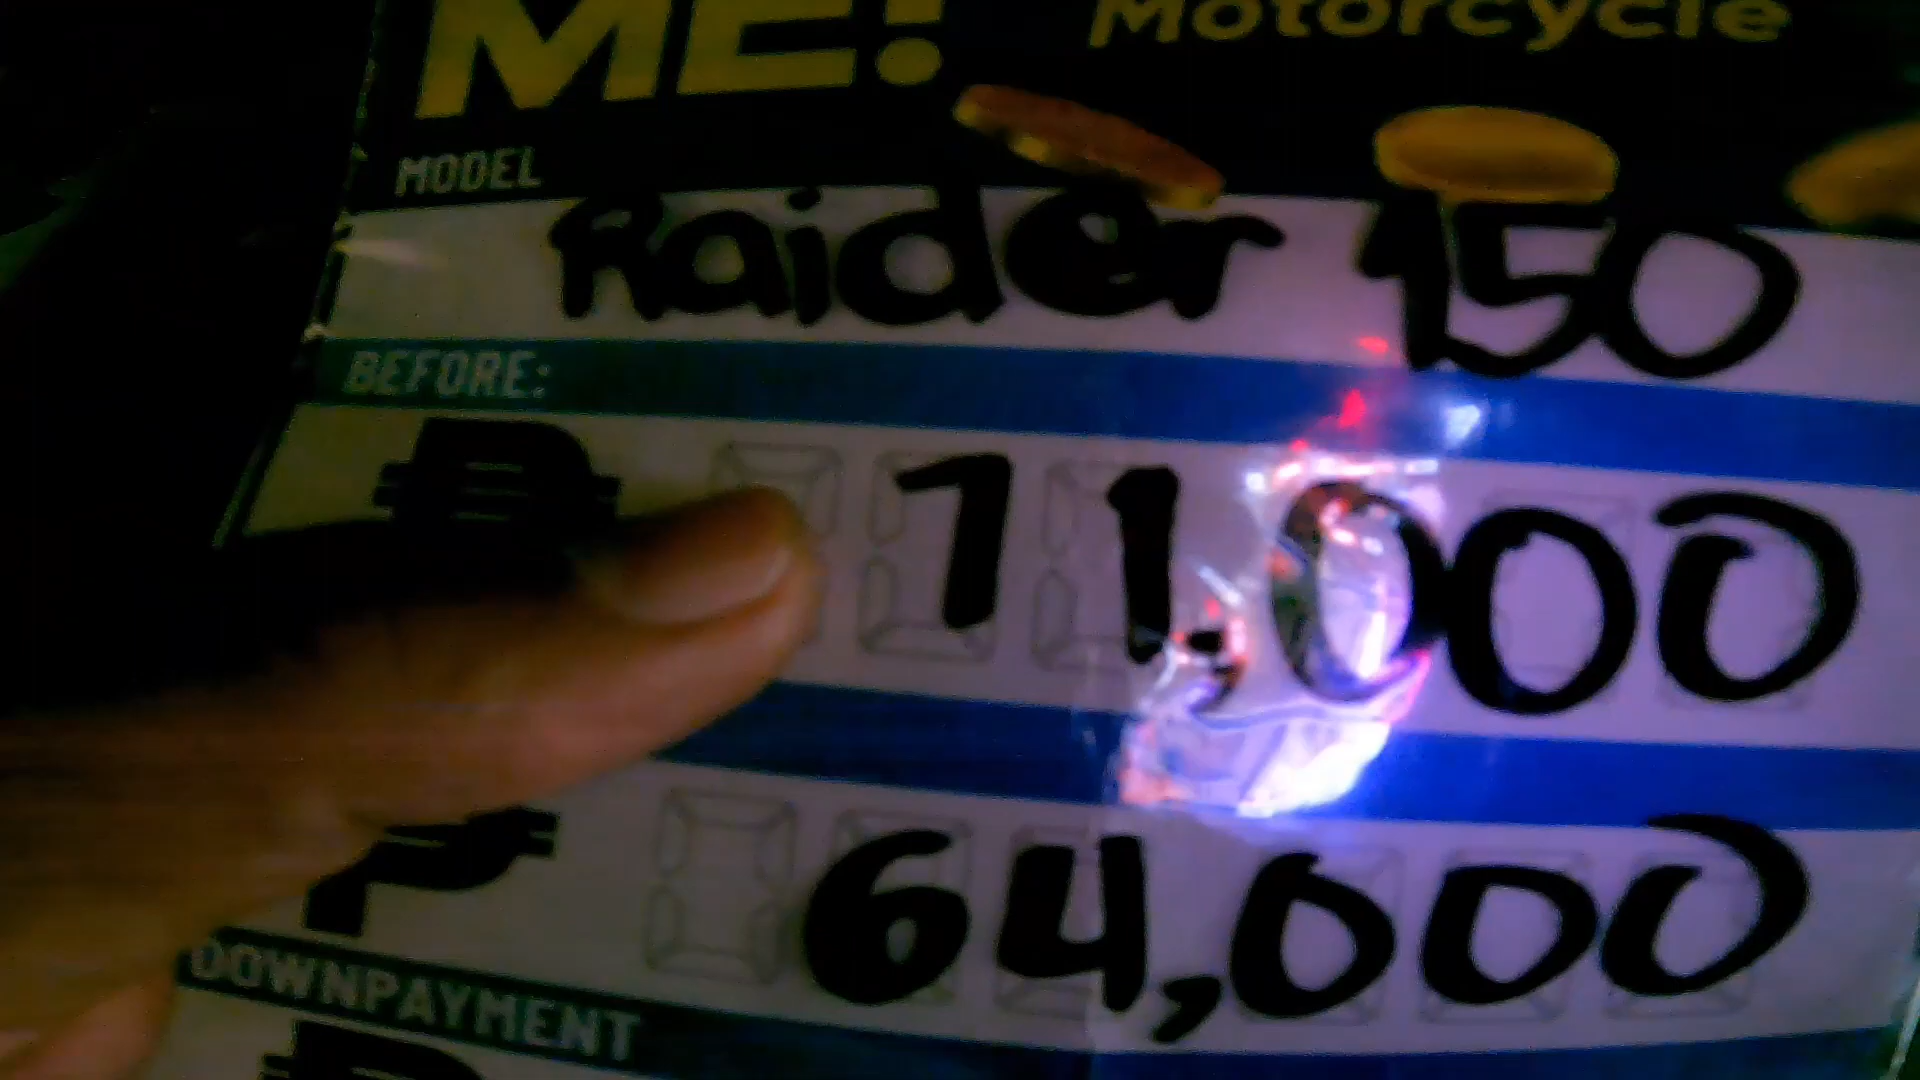 ME!
Motorcycle
MODEL
Raider 150
BEFORE:
₱ 71,000
₱ 64,000
DOWNPAYMENT